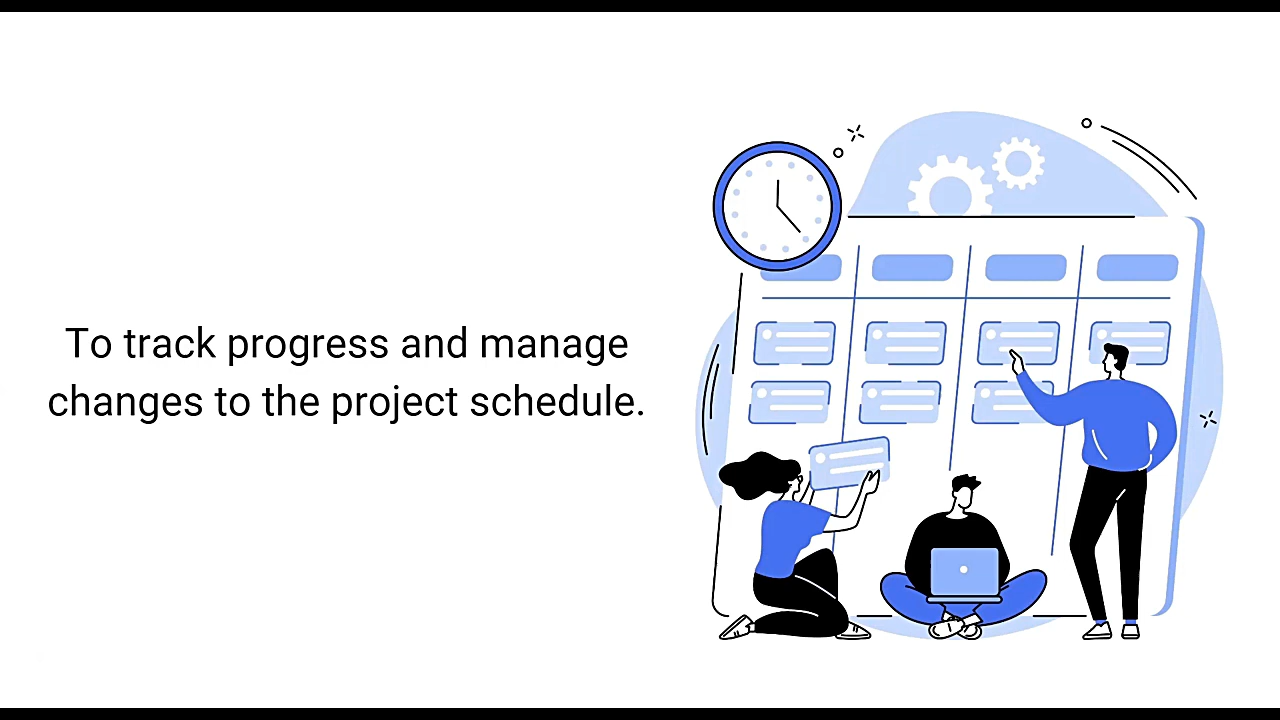 To track progress and manage
changes to the project schedule.